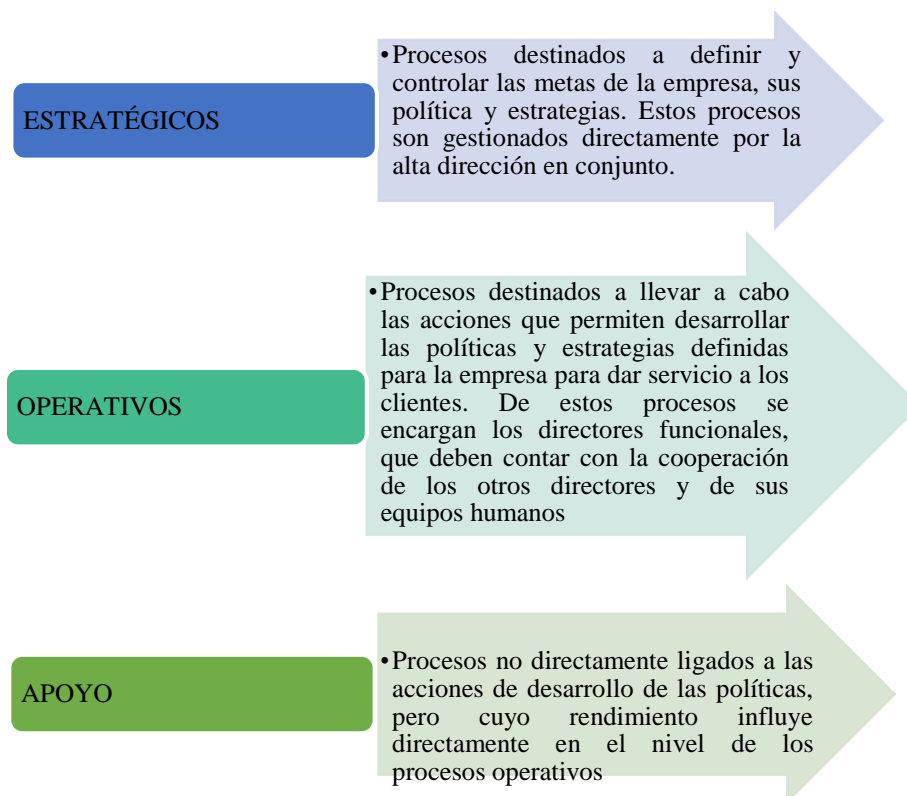 ESTRATÉGICOS
•Procesos destinados a definir y
controlar las metas de la empresa, sus
política y estrategias. Estos procesos
son gestionados directamente por la
alta dirección en conjunto.
OPERATIVOS
•Procesos destinados a llevar a cabo
las acciones que permiten desarrollar
las políticas y estrategias definidas
para la empresa para dar servicio a los
clientes. De estos procesos se
encargan los directores funcionales,
que deben contar con la cooperación
de los otros directores y de sus
equipos humanos
APOYO
•Procesos no directamente ligados a las
acciones de desarrollo de las políticas,
pero cuyo rendimiento influye
directamente en el nivel de los
procesos operativos